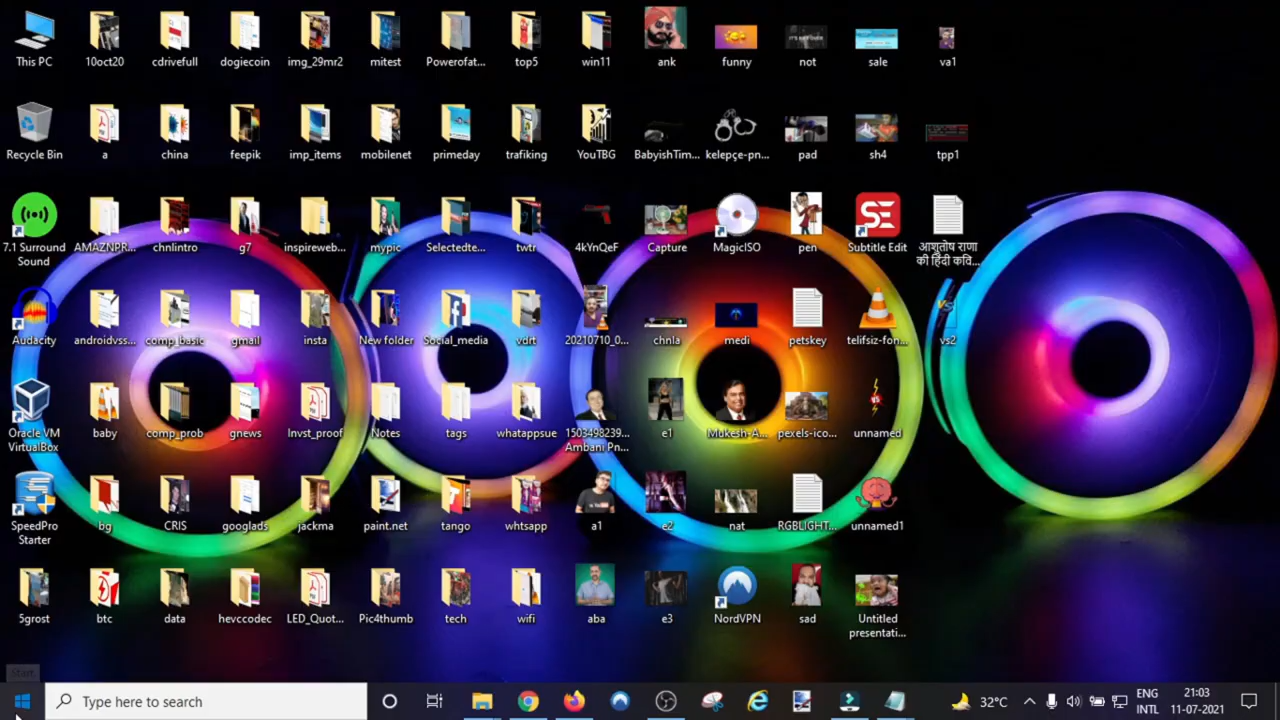 This PC
10oct20
cdrivefull
dogiecoin
img_29mr2
mitest
Powerofat...
top5
win11
ank
funny
not
sale
va1
Recycle Bin
a
china
feepik
imp_items
mobilenet
primeday
trafiking
YouTBG
BabyishTim...
kelepçe-pn...
pad
sh4
tpp1
7.1 Surround
Sound
AMAZNPR...
chnlintro
g7
inspireweb...
mypic
Selectedte...
twtr
4kYnQeF
Capture
MagicISO
pen
Subtitle Edit
आशुतोष राणा
की हिंदी कवि...
Audacity
androidvss...
comp_basic
gmail
insta
New folder
Social_media
vdrt
20210710_0...
chnla
medi
petskey
telifsiz-fon...
vs2
Oracle VM
VirtualBox
baby
comp_prob
gnews
Invst_proof
Notes
tags
whatappsue
1503498239...
Ambani Pn...
e1
Mukesh-A...
pexels-ico...
unnamed
SpeedPro
Starter
bg
CRIS
googlads
jackma
paint.net
tango
whtsapp
a1
e2
nat
RGBLIGHT...
unnamed1
5grost
btc
data
hevccodec
LED_Quot...
Pic4thumb
tech
wifi
aba
e3
NordVPN
sad
Untitled
presentati...
Start
Type here to search
32°C
ENG
INTL
21:03
11-07-2021